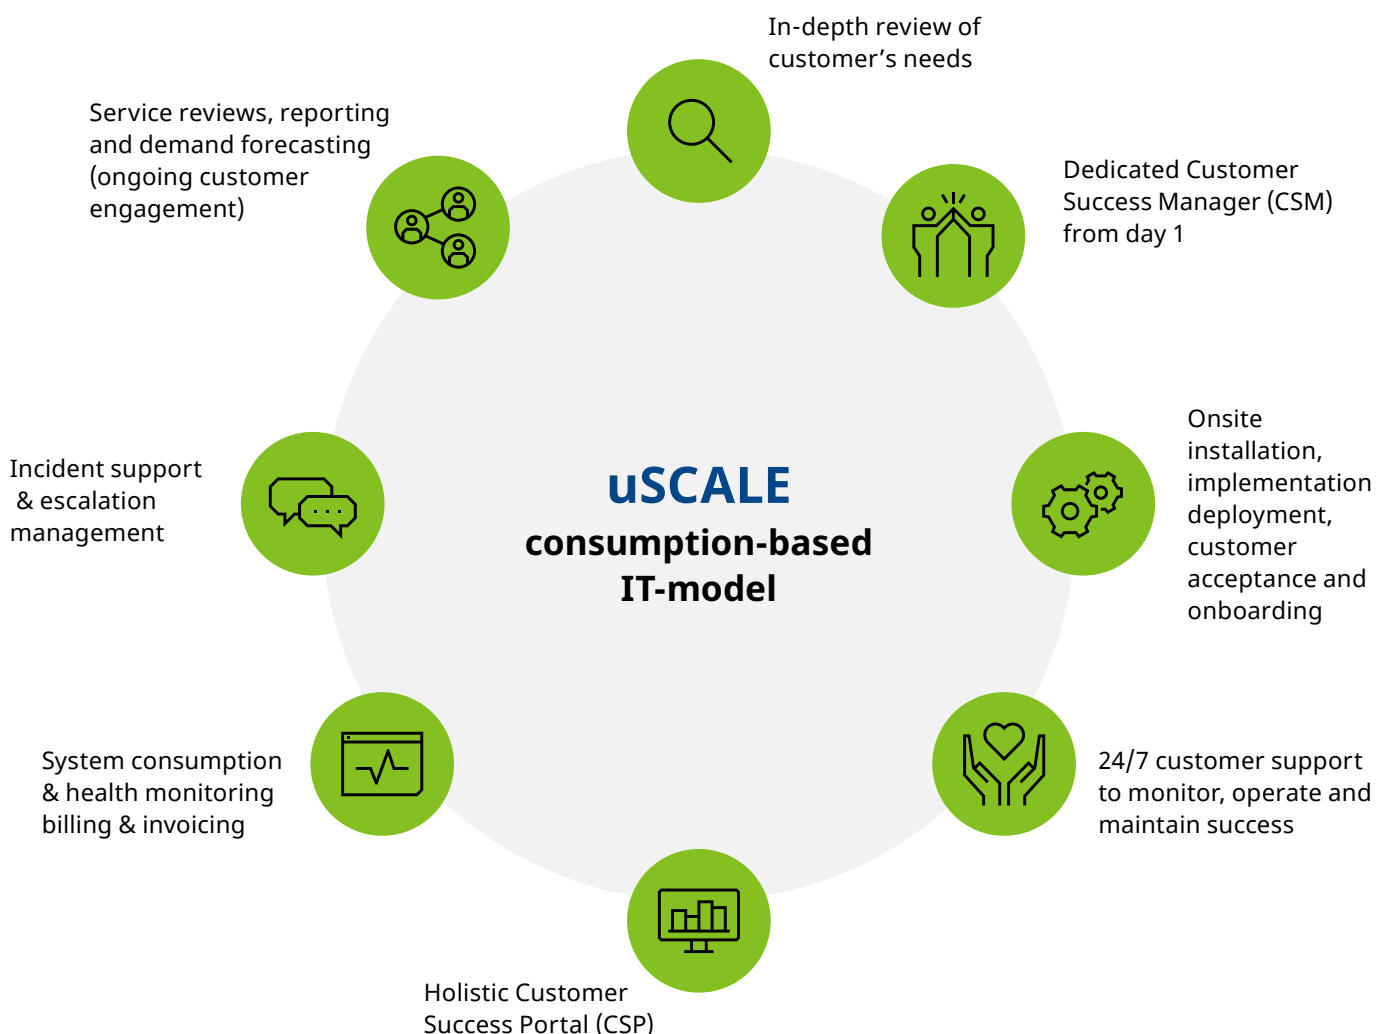 In-depth review of
customer’s needs
Dedicated Customer
Success Manager (CSM)
from day 1
Onsite
installation,
implementation
deployment,
customer
acceptance and
onboarding
24/7 customer support
to monitor, operate and
maintain success
Holistic Customer
Success Portal (CSP)
System consumption
& health monitoring
billing & invoicing
Incident support
& escalation
management
Service reviews, reporting
and demand forecasting
(ongoing customer
engagement)
uSCALE
consumption-based
IT-model